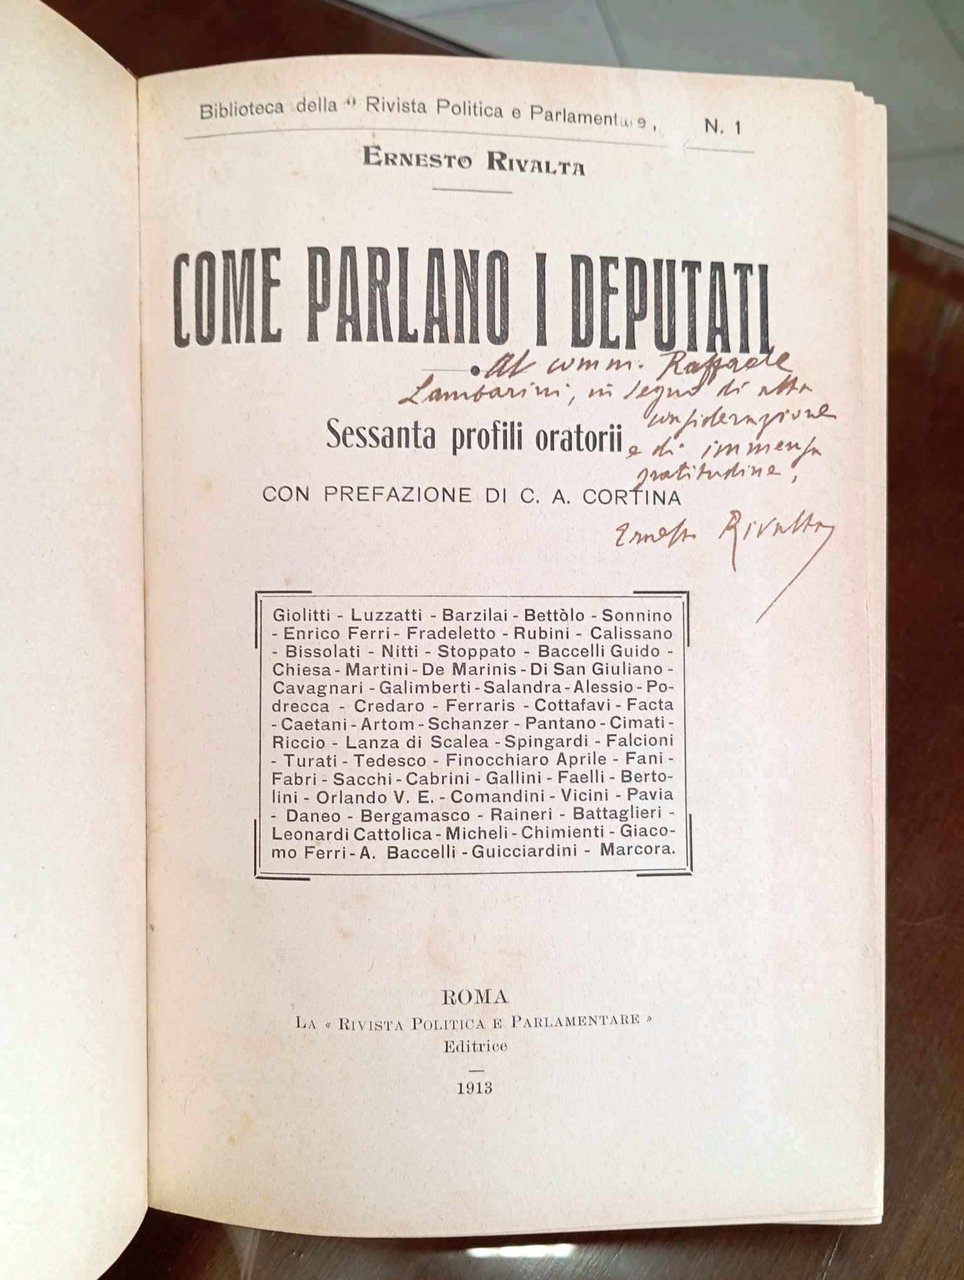 Biblioteca della " Rivista Politica e Parlamentare „ N. 1
ERNESTO RIVALTA
COME PARLANO I DEPUTATI
Al comm. Raffaele
Lambarini, in segno di alta
considerazione
Sessanta profili oratorii
e di immensa
gratitudine,
CON PREFAZIONE DI C. A. CORTINA
Ernesto Rivalta
Giolitti - Luzzatti - Barzilai - Bettòlo - Sonnino
- Enrico Ferri - Fradeletto - Rubini - Calissano
- Bissolati - Nitti - Stoppato - Baccelli Guido -
Chiesa - Martini - De Marinis - Di San Giuliano -
Cavagnari - Galimberti - Salandra - Alessio - Po-
drecca - Credaro - Ferraris - Cottafavi - Facta
- Caetani - Artom - Schanzer - Pantano - Cimati -
Riccio - Lanza di Scalea - Spingardi - Falcioni
- Turati - Tedesco - Finocchiaro Aprile - Fani -
Fabri - Sacchi - Cabrini - Gallini - Faelli - Berto-
lini - Orlando V. E. - Comandini - Vicini - Pavia
- Daneo - Bergamasco - Raineri - Battaglieri -
Leonardi Cattolica - Micheli - Chimienti - Giaco-
mo Ferri - A. Baccelli - Guicciardini - Marcora.
ROMA
LA « RIVISTA POLITICA E PARLAMENTARE »
Editrice
1913